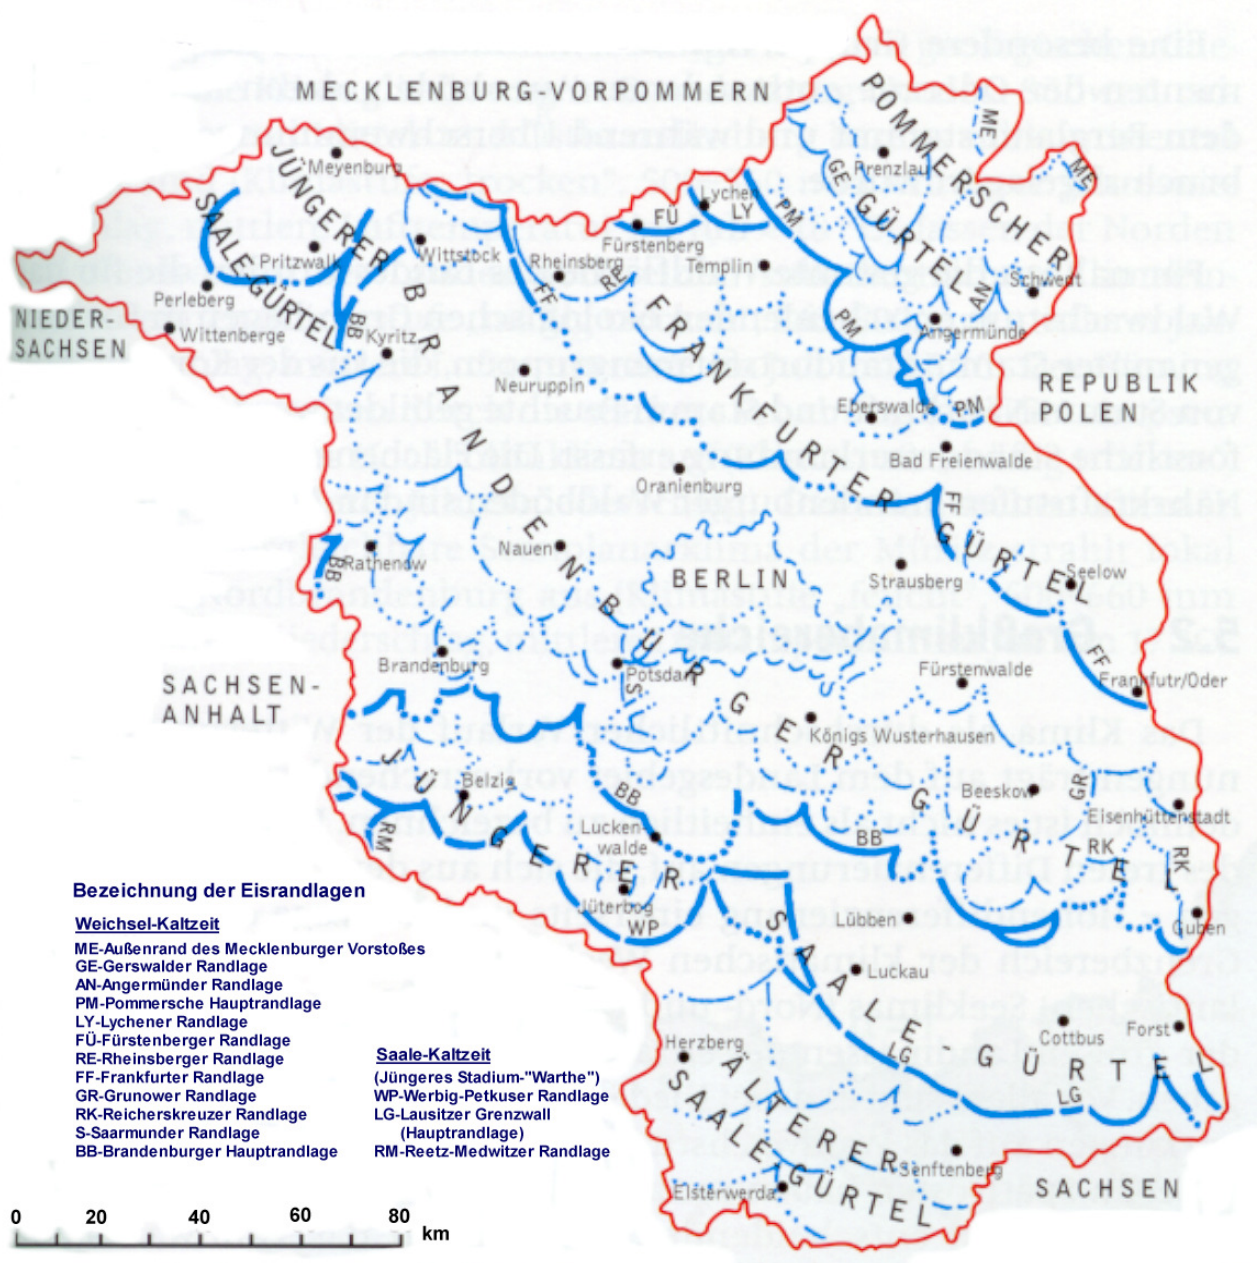 MECKLENBURG-VORPOMMERN
POMMERSCHER
GÜRTEL
ME
ME
GE
Prenzlau
JÜNGERER
SAALE-GÜRTEL
Meyenburg
Lychen
LY
PM
FÜ
Fürstenberg
Pritzwalk
Wittstock
Rheinsberg
RE
FF
Templin
Schwedt
AN
Angermünde
Perleberg
NIEDER-
SACHSEN
Wittenberge
BB
Kyritz
PM
Neuruppin
REPUBLIK
POLEN
Eberswalde
PM
Bad Freienwalde
BRANDENBURGER GÜRTEL
FRANKFURTER
GÜRTEL
Oranienburg
FF
Nauen
BERLIN
Rathenow
BB
Strausberg
Seelow
Brandenburg
Potsdam
S
Fürstenwalde
FF
Frankfutr/Oder
SACHSEN-
ANHALT
Königs Wusterhausen
JÜNGERER
SAALE GÜRTEL
Belzig
BB
Beeskow
GR
Eisenhüttenstadt
Lucken-
walde
BB
RK
RK
RM
Jüterbog
WP
Lübben
Guben
Luckau
Cottbus
Forst
Herzberg
LG
LG
ÄLTERER
SAALE-GÜRTEL
Senftenberg
Elsterwerda
SACHSEN
Bezeichnung der Eisrandlagen
Weichsel-Kaltzeit
ME-Außenrand des Mecklenburger Vorstoßes
GE-Gerswalder Randlage
AN-Angermünder Randlage
PM-Pommersche Hauptrandlage
LY-Lychener Randlage
FÜ-Fürstenberger Randlage
RE-Rheinsberger Randlage
FF-Frankfurter Randlage
GR-Grunower Randlage
RK-Reicherskreuzer Randlage
S-Saarmunder Randlage
BB-Brandenburger Hauptrandlage
Saale-Kaltzeit
(Jüngeres Stadium-"Warthe")
WP-Werbig-Petkuser Randlage
LG-Lausitzer Grenzwall
(Hauptrandlage)
RM-Reetz-Medwitzer Randlage
0 20 40 60 80 km